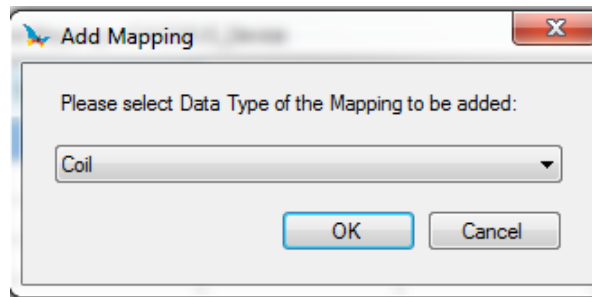 Add Mapping
Please select Data Type of the Mapping to be added:
Coil
OK
Cancel